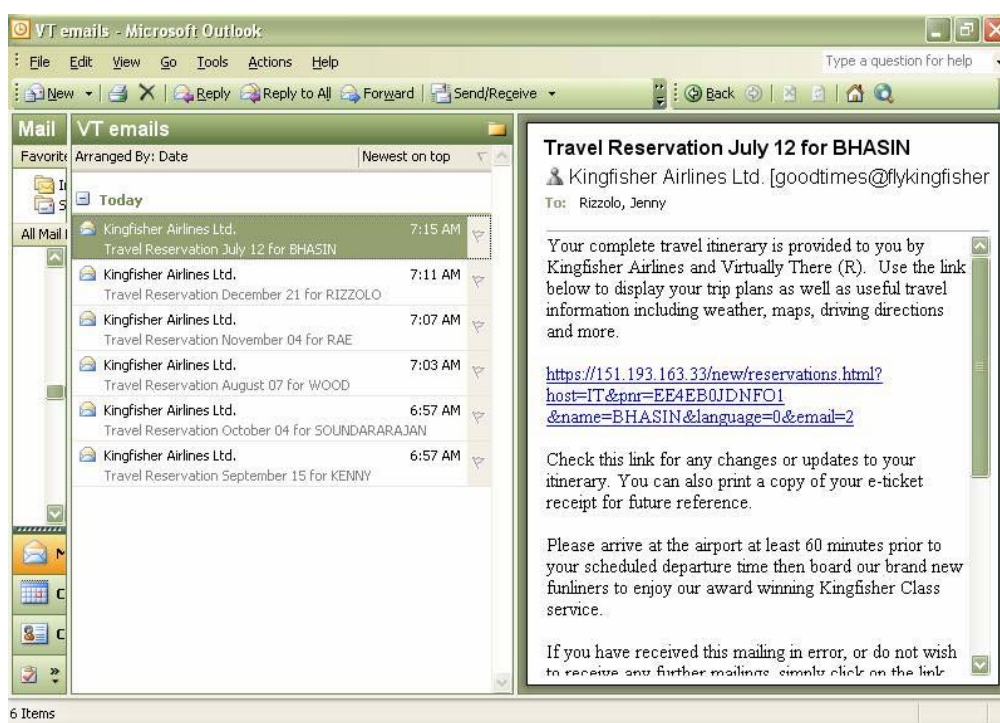 VT emails - Microsoft Outlook
File Edit View Go Tools Actions Help
Type a question for help
New Reply Reply to All Forward Send/Receive Back
Mail
VT emails
Favorite
Arranged By: Date Newest on top
Today
All Mail
Kingfisher Airlines Ltd. 7:15 AM
Travel Reservation July 12 for BHASIN
Kingfisher Airlines Ltd. 7:11 AM
Travel Reservation December 21 for RIZZOLO
Kingfisher Airlines Ltd. 7:07 AM
Travel Reservation November 04 for RAE
Kingfisher Airlines Ltd. 7:03 AM
Travel Reservation August 07 for WOOD
Kingfisher Airlines Ltd. 6:57 AM
Travel Reservation October 04 for SOUNDARARAJAN
Kingfisher Airlines Ltd. 6:57 AM
Travel Reservation September 15 for KENNY
Travel Reservation July 12 for BHASIN
Kingfisher Airlines Ltd. [goodtimes@flykingfisher
To: Rizzolo, Jenny
Your complete travel itinerary is provided to you by
Kingfisher Airlines and Virtually There (R). Use the link
below to display your trip plans as well as useful travel
information including weather, maps, driving directions
and more.
https://151.193.163.33/new/reservations.html?
host=IT&pnr=EE4EB0JDNFO1
&name=BHASIN&language=0&email=2
Check this link for any changes or updates to your
itinerary. You can also print a copy of your e-ticket
receipt for future reference.
Please arrive at the airport at least 60 minutes prior to
your scheduled departure time then board our brand new
funliners to enjoy our award winning Kingfisher Class
service.
If you have received this mailing in error, or do not wish
to receive any further mailings, simply click on the link
6 Items